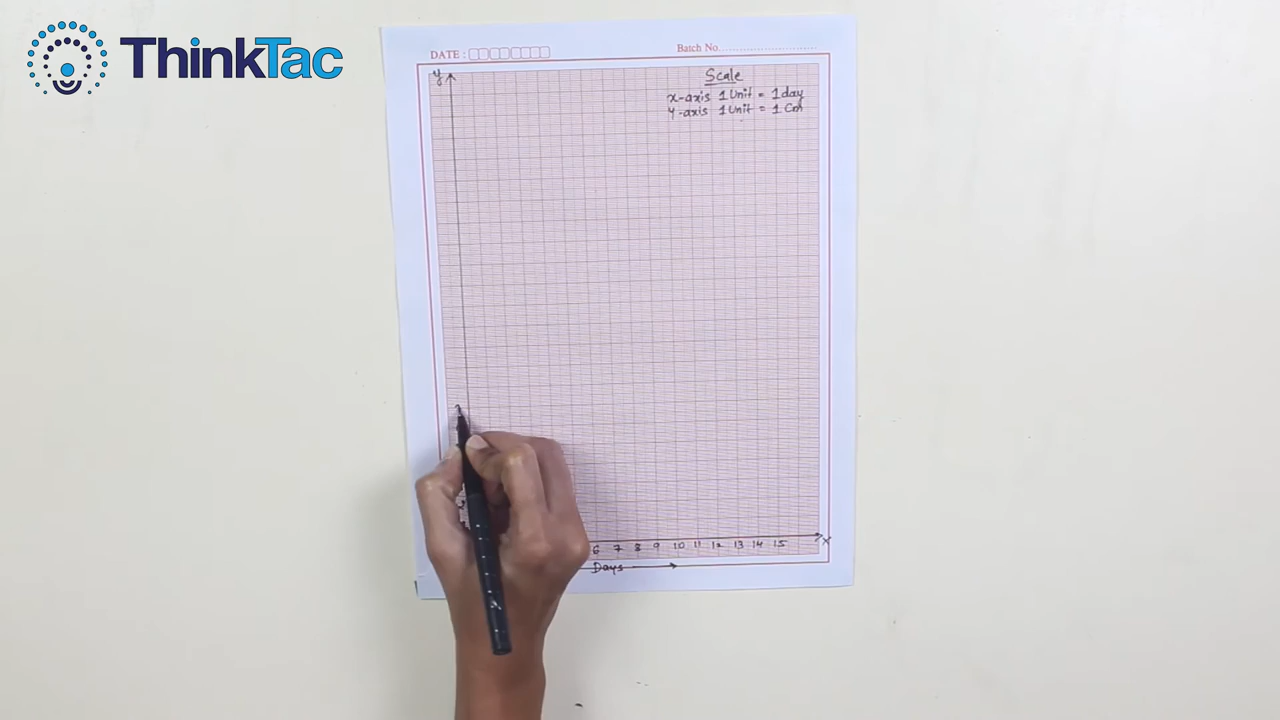 ThinkTac
DATE :
Batch No.
y
Scale
x-axis 1 Unit = 1 day
y-axis 1 Unit = 1 Cm
6 7 8 9 10 11 12 13 14 15
x
Days